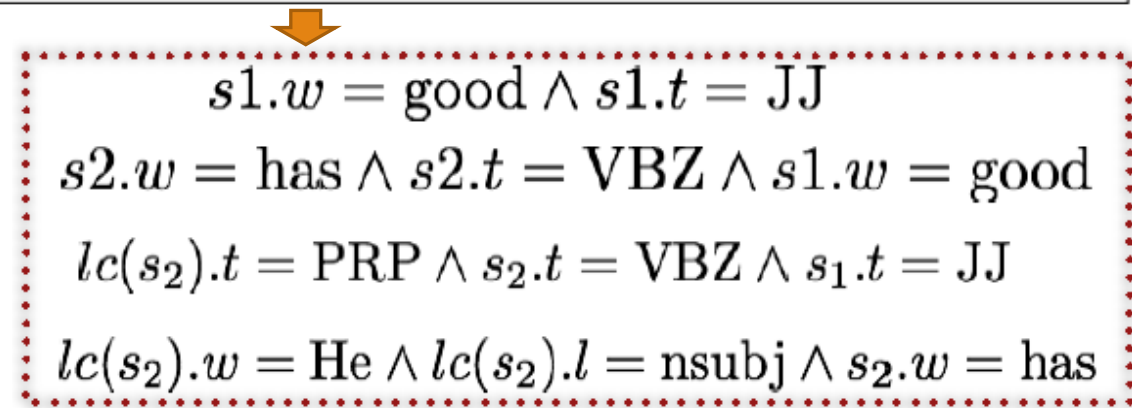 s1.w = good ∧ s1.t = JJ
s2.w = has ∧ s2.t = VBZ ∧ s1.w = good
lc(s₂).t = PRP ∧ s₂.t = VBZ ∧ s₁.t = JJ
lc(s₂).w = He ∧ lc(s₂).l = nsubj ∧ s₂.w = has